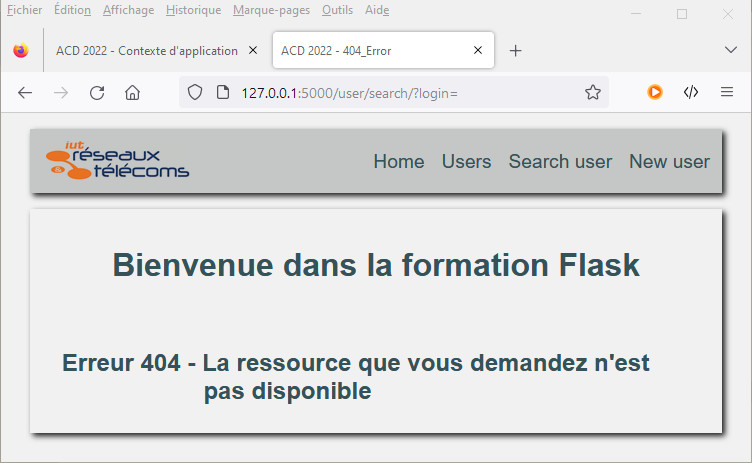 Fichier Édition Affichage Historique Marque-pages Outils Aide
ACD 2022 - Contexte d'application ACD 2022 - 404_Error
127.0.0.1:5000/user/search/?login=
iut
réseaux
& télécoms
Home Users Search user New user
Bienvenue dans la formation Flask
Erreur 404 - La ressource que vous demandez n'est
pas disponible